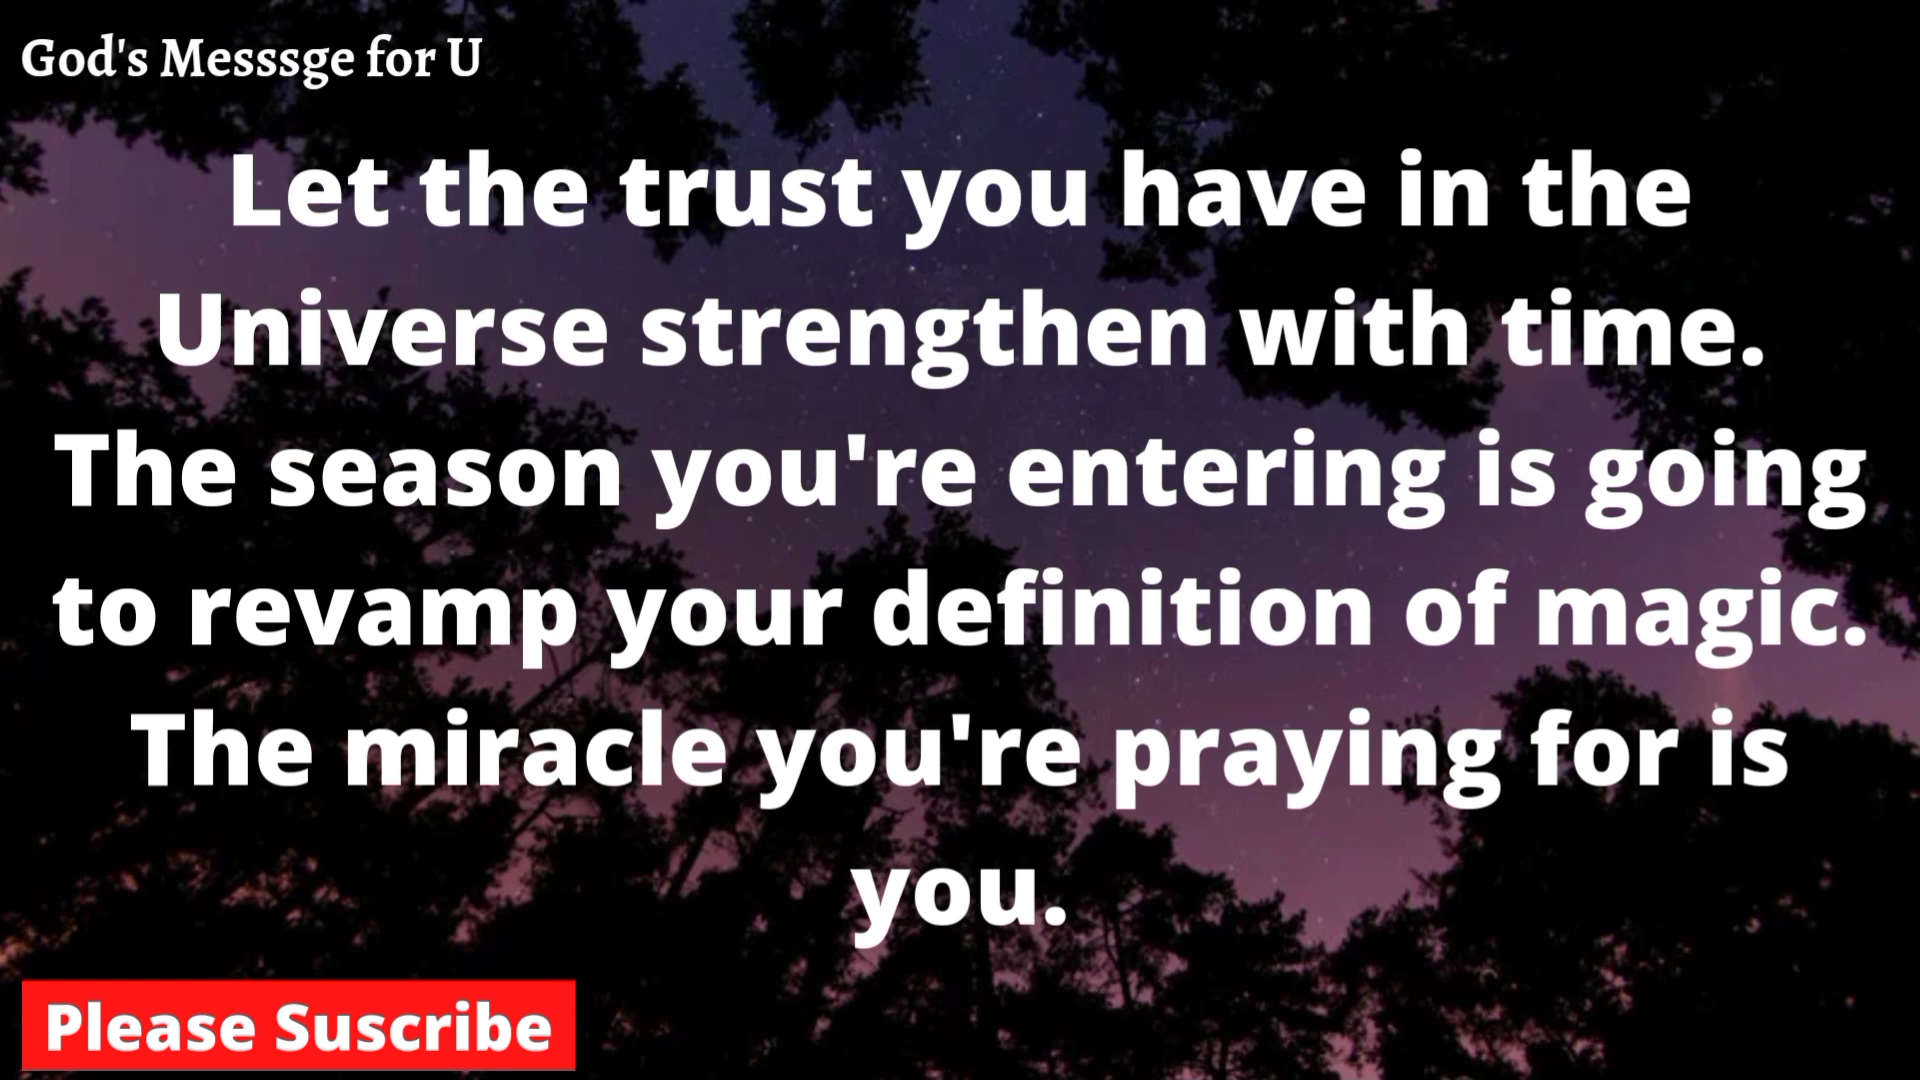 God's Messsge for U
Let the trust you have in the
Universe strengthen with time.
The season you're entering is going
to revamp your definition of magic.
The miracle you're praying for is
you.
Please Suscribe